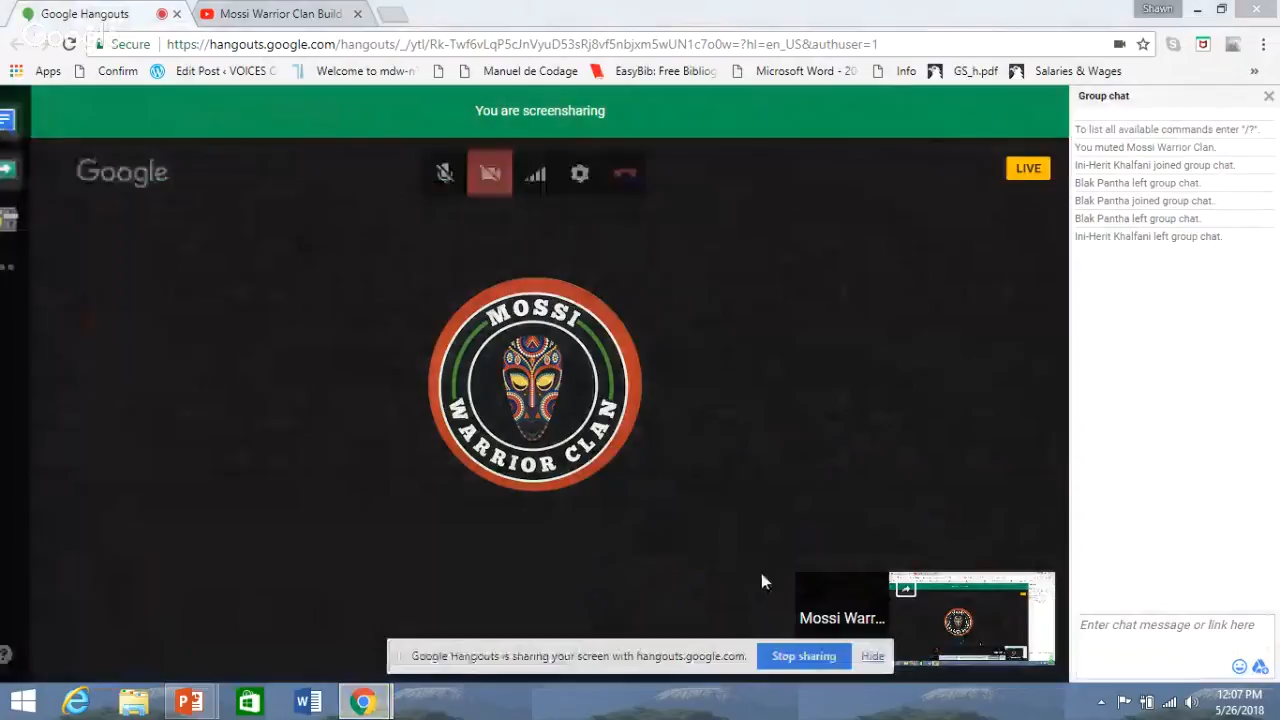 Google Hangouts
Mossi Warrior Clan Build
Shawn
Secure
https://hangouts.google.com/hangouts/_/ytl/Rk-Twf6vLqP5cJnVyuD53sRj8vf5nbjxm5wUN1c7o0w=?hl=en_US&authuser=1
Apps
Confirm
Edit Post ‹ VOICES C
Welcome to mdw-n
Manuel de Codage
EasyBib: Free Bibliog
Microsoft Word - 20
Info
GS_h.pdf
Salaries & Wages
»
You are screensharing
Group chat
Google
LIVE
To list all available commands enter "/?".
You muted Mossi Warrior Clan.
Ini-Herit Khalfani joined group chat.
Blak Pantha left group chat.
Blak Pantha joined group chat.
Blak Pantha left group chat.
Ini-Herit Khalfani left group chat.
MOSSI
WARRIOR CLAN
Mossi Warr...
Enter chat message or link here
Google Hangouts is sharing your screen with hangouts.google.com.
Stop sharing
Hide
12:07 PM
5/26/2018